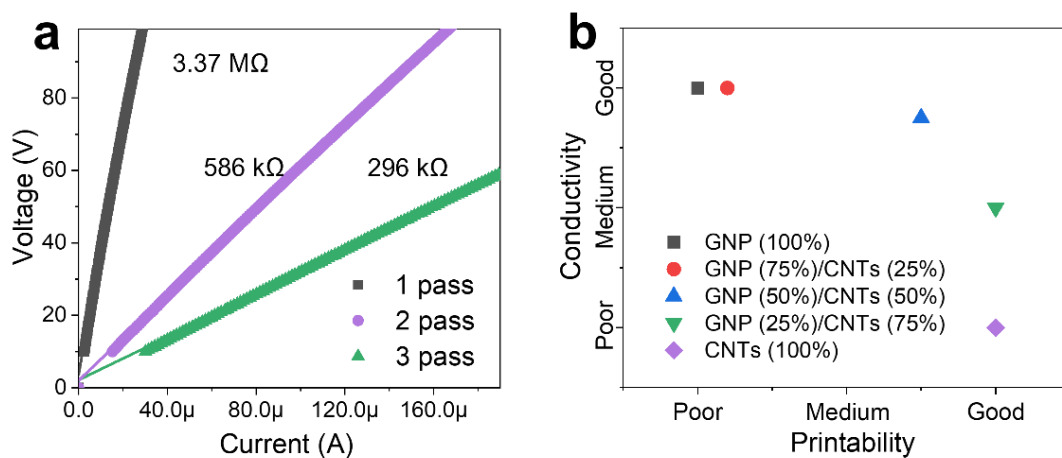 a
3.37 MΩ
586 kΩ
296 kΩ
80
60
40
20
0
Voltage (V)
1 pass
2 pass
3 pass
0.0
40.0µ
80.0µ
120.0µ
160.0µ
Current (A)
b
Good
Medium
Poor
Conductivity
GNP (100%)
GNP (75%)/CNTs (25%)
GNP (50%)/CNTs (50%)
GNP (25%)/CNTs (75%)
CNTs (100%)
Poor
Medium
Good
Printability